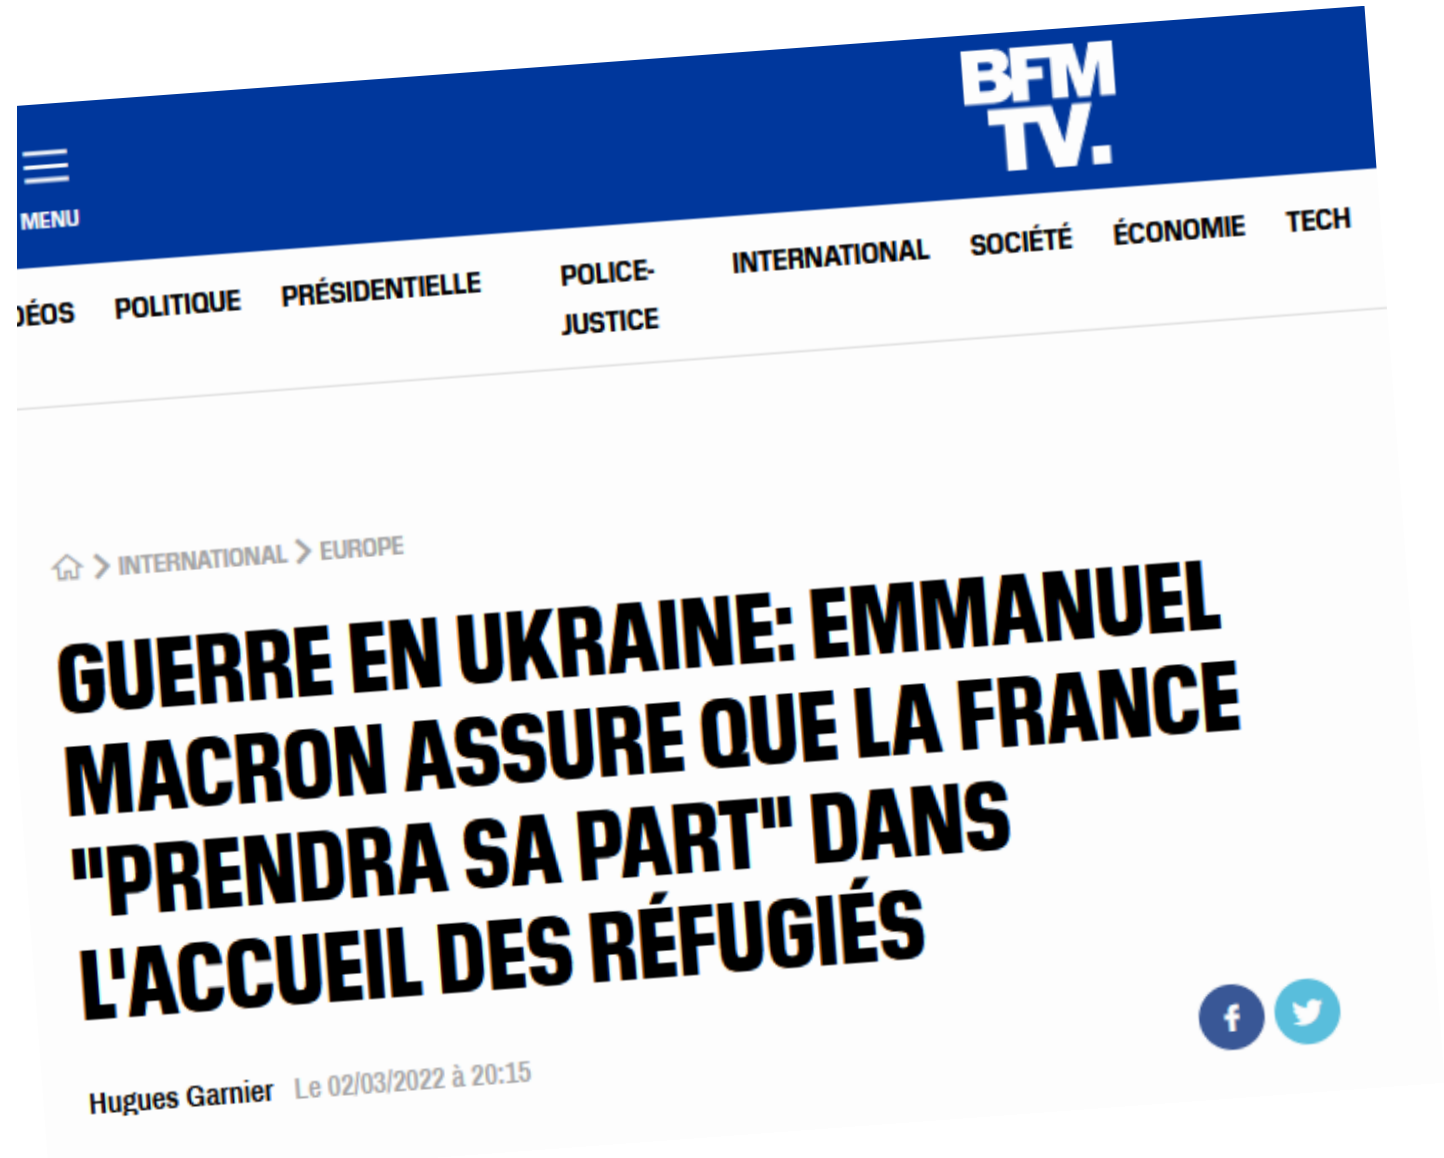 BFM
TV.
MENU
POLITIQUE PRÉSIDENTIELLE POLICE-JUSTICE INTERNATIONAL SOCIÉTÉ ÉCONOMIE TECH
INTERNATIONAL > EUROPE
GUERRE EN UKRAINE: EMMANUEL
MACRON ASSURE QUE LA FRANCE
"PRENDRA SA PART" DANS
L'ACCUEIL DES RÉFUGIÉS
Hugues Garnier Le 02/03/2022 à 20:15